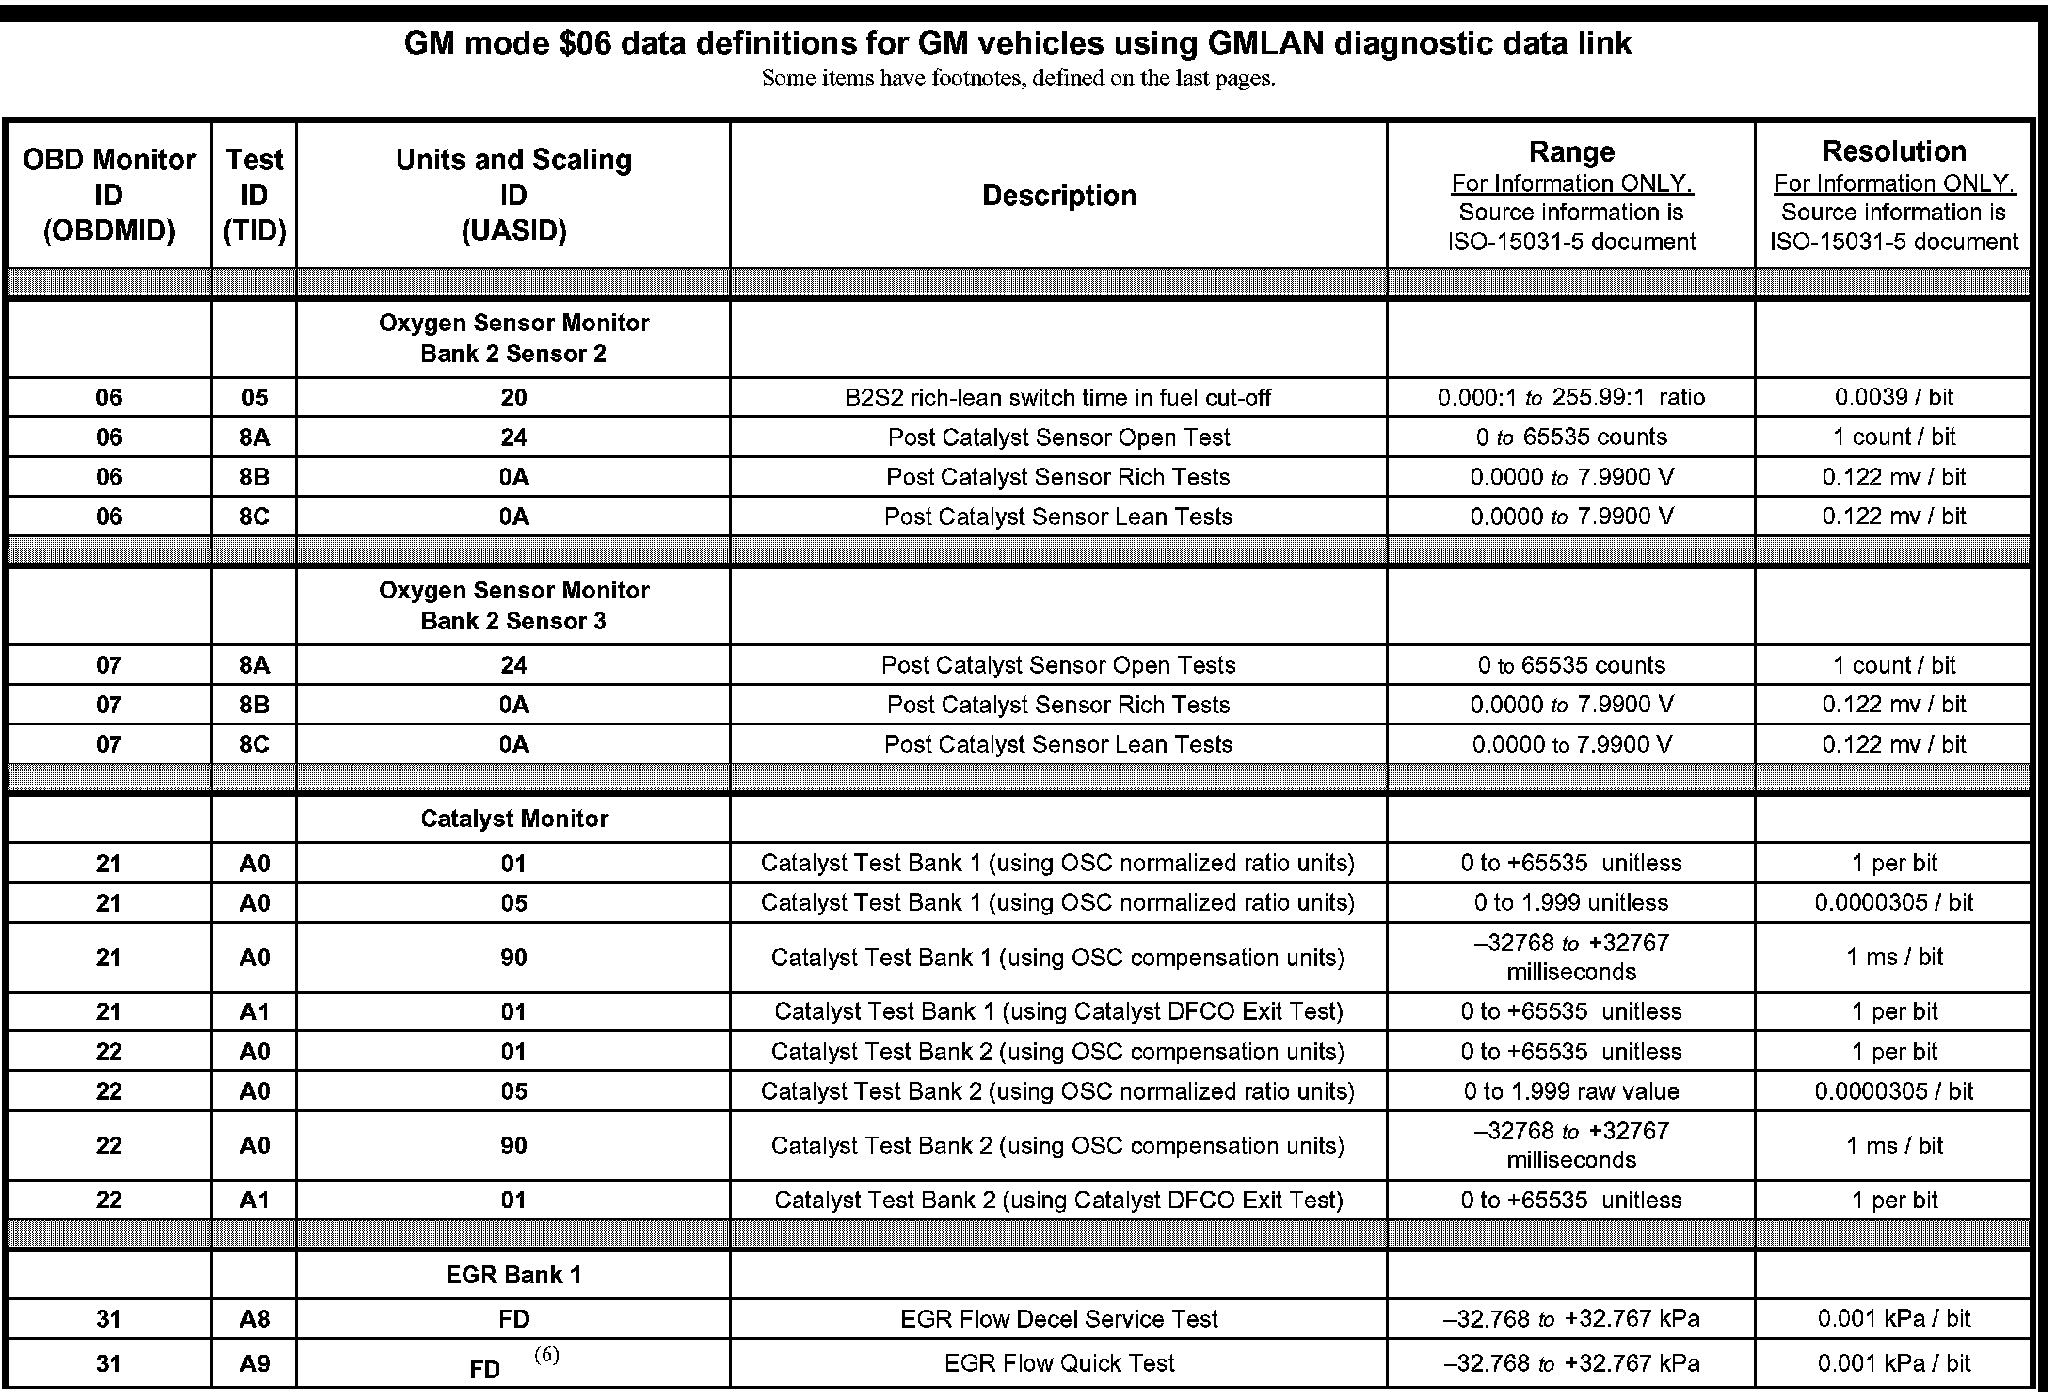 GM mode $06 data definitions for GM vehicles using GMLAN diagnostic data link
Some items have footnotes, defined on the last pages.
OBD Monitor ID (OBDMID) Test ID (TID) Units and Scaling ID (UASID) Description Range For Information ONLY. Source information is ISO-15031-5 document Resolution For Information ONLY. Source information is ISO-15031-5 document
Oxygen Sensor Monitor
Bank 2 Sensor 2
06 05 20 B2S2 rich-lean switch time in fuel cut-off 0.000:1 to 255.99:1 ratio 0.0039 / bit
06 8A 24 Post Catalyst Sensor Open Test 0 to 65535 counts 1 count / bit
06 8B 0A Post Catalyst Sensor Rich Tests 0.0000 to 7.9900 V 0.122 mv / bit
06 8C 0A Post Catalyst Sensor Lean Tests 0.0000 to 7.9900 V 0.122 mv / bit
Oxygen Sensor Monitor
Bank 2 Sensor 3
07 8A 24 Post Catalyst Sensor Open Tests 0 to 65535 counts 1 count / bit
07 8B 0A Post Catalyst Sensor Rich Tests 0.0000 to 7.9900 V 0.122 mv / bit
07 8C 0A Post Catalyst Sensor Lean Tests 0.0000 to 7.9900 V 0.122 mv / bit
Catalyst Monitor
21 A0 01 Catalyst Test Bank 1 (using OSC normalized ratio units) 0 to +65535 unitless 1 per bit
21 A0 05 Catalyst Test Bank 1 (using OSC normalized ratio units) 0 to 1.999 unitless 0.0000305 / bit
21 A0 90 Catalyst Test Bank 1 (using OSC compensation units) –32768 to +32767 milliseconds 1 ms / bit
21 A1 01 Catalyst Test Bank 1 (using Catalyst DFCO Exit Test) 0 to +65535 unitless 1 per bit
22 A0 01 Catalyst Test Bank 2 (using OSC compensation units) 0 to +65535 unitless 1 per bit
22 A0 05 Catalyst Test Bank 2 (using OSC normalized ratio units) 0 to 1.999 raw value 0.0000305 / bit
22 A0 90 Catalyst Test Bank 2 (using OSC compensation units) –32768 to +32767 milliseconds 1 ms / bit
22 A1 01 Catalyst Test Bank 2 (using Catalyst DFCO Exit Test) 0 to +65535 unitless 1 per bit
EGR Bank 1
31 A8 FD EGR Flow Decel Service Test –32.768 to +32.767 kPa 0.001 kPa / bit
31 A9 FD (6) EGR Flow Quick Test –32.768 to +32.767 kPa 0.001 kPa / bit